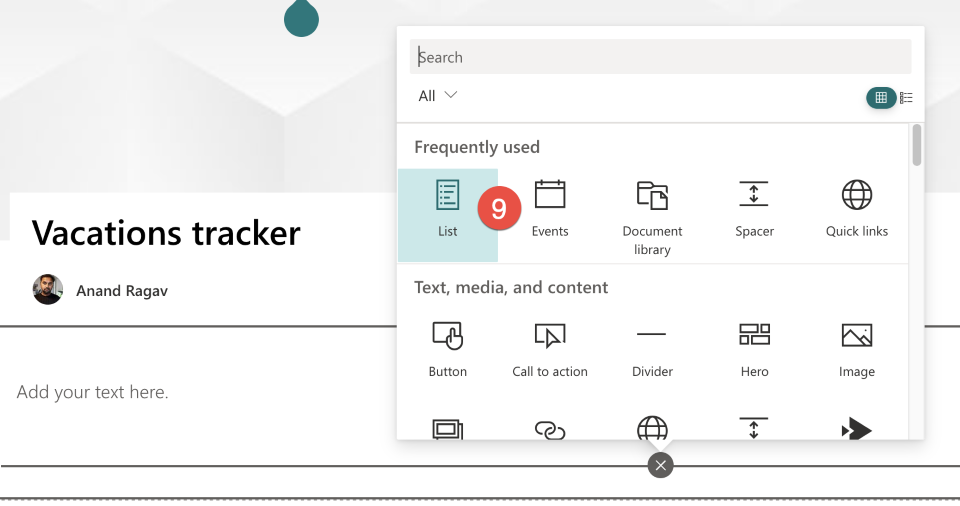 Search
All
Frequently used
List
9
Events
Document
library
Spacer
Quick links
Vacations tracker
Anand Ragav
Text, media, and content
Button
Call to action
Divider
Hero
Image
Add your text here.